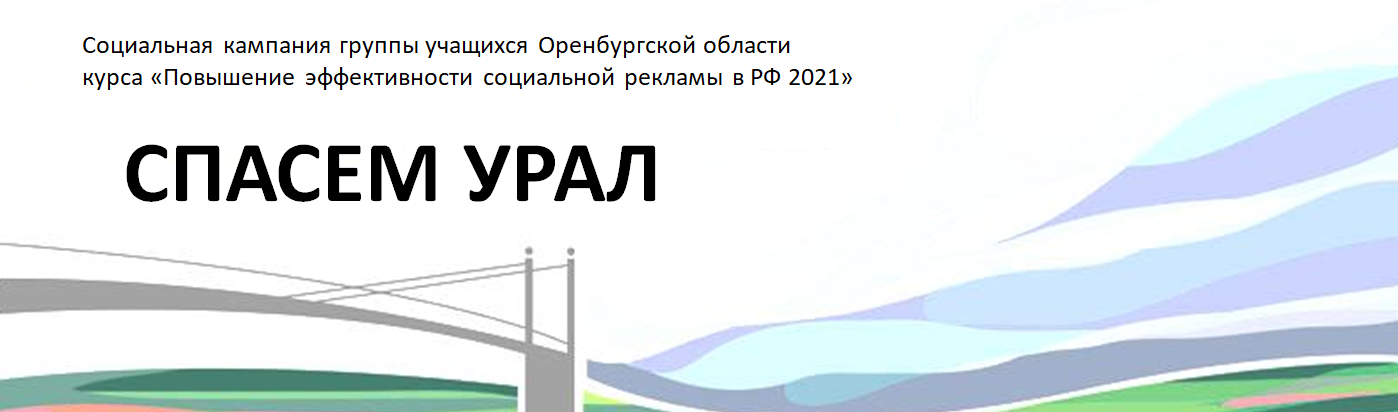 Социальная кампания группы учащихся Оренбургской области
курса «Повышение эффективности социальной рекламы в РФ 2021»
СПАСЕМ УРАЛ